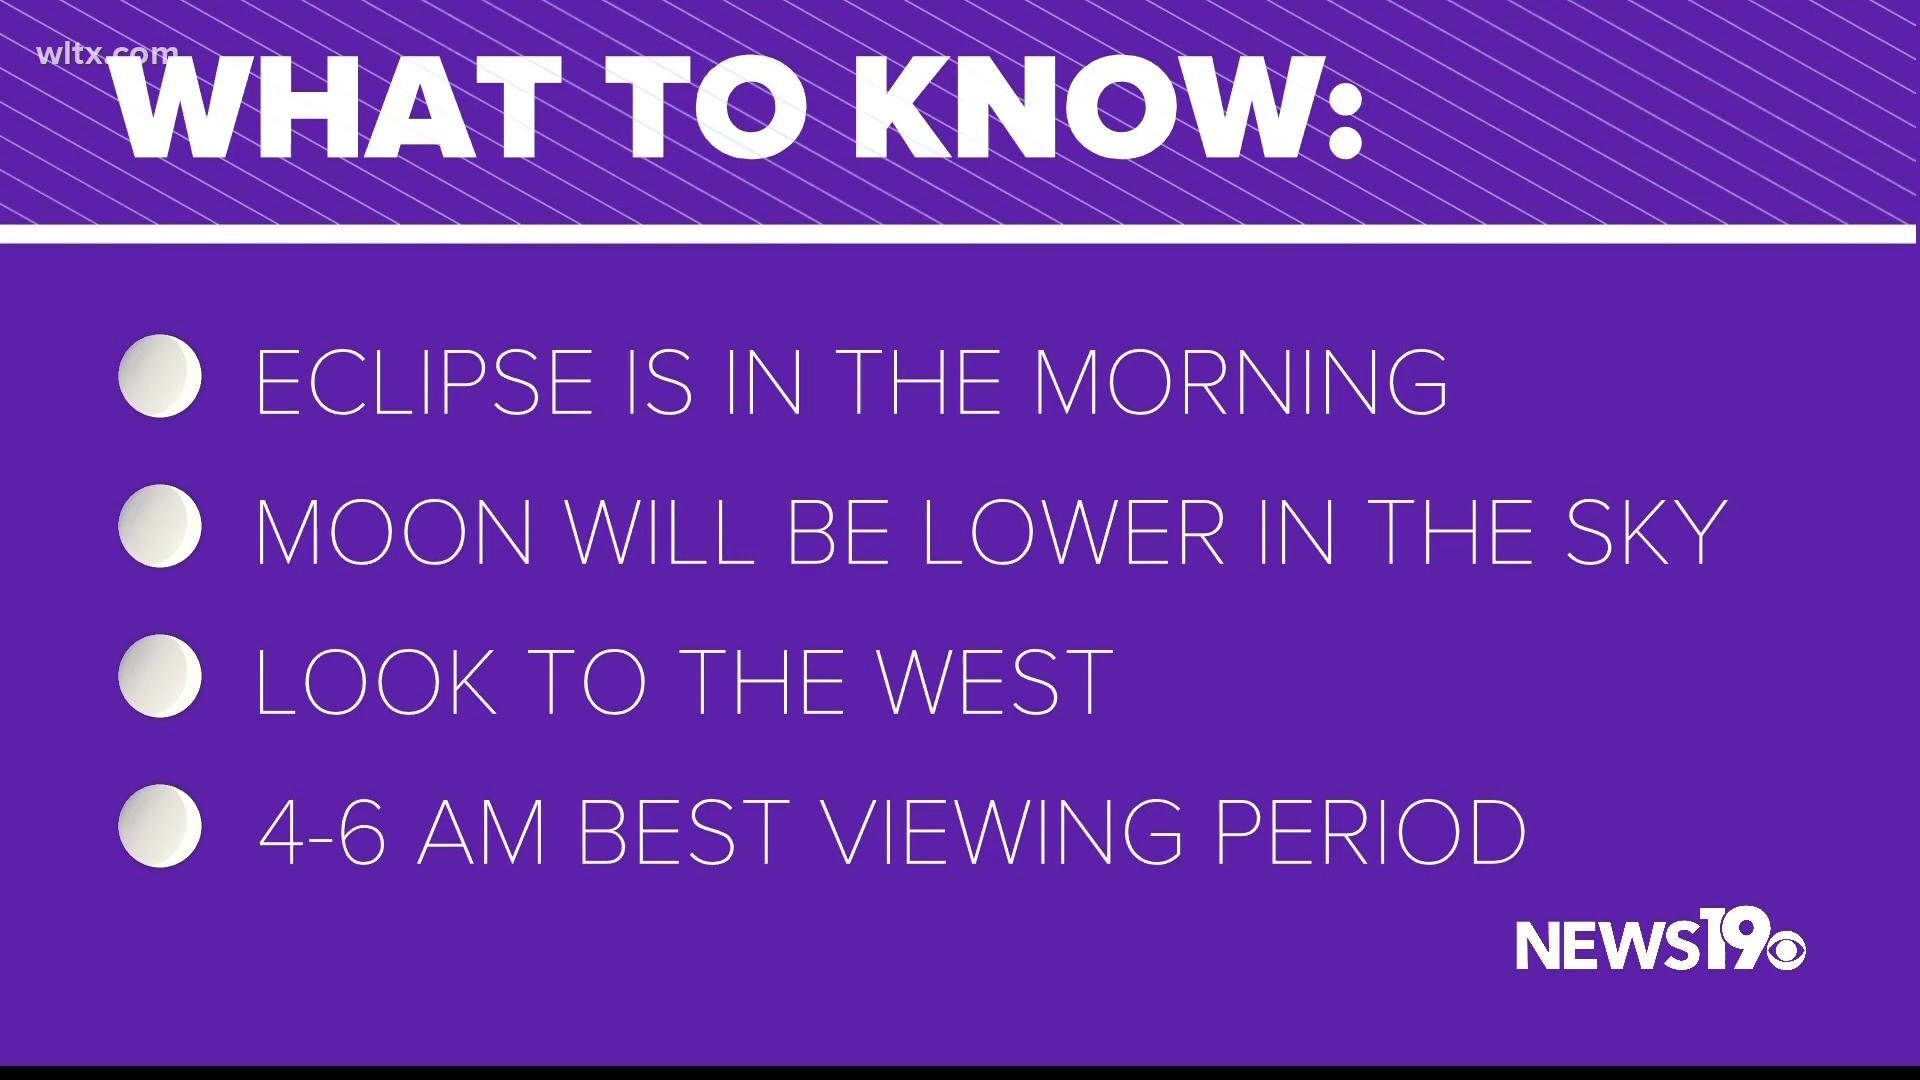 wltx.com
WHAT TO KNOW:
ECLIPSE IS IN THE MORNING
MOON WILL BE LOWER IN THE SKY
LOOK TO THE WEST
4-6 AM BEST VIEWING PERIOD
NEWS19